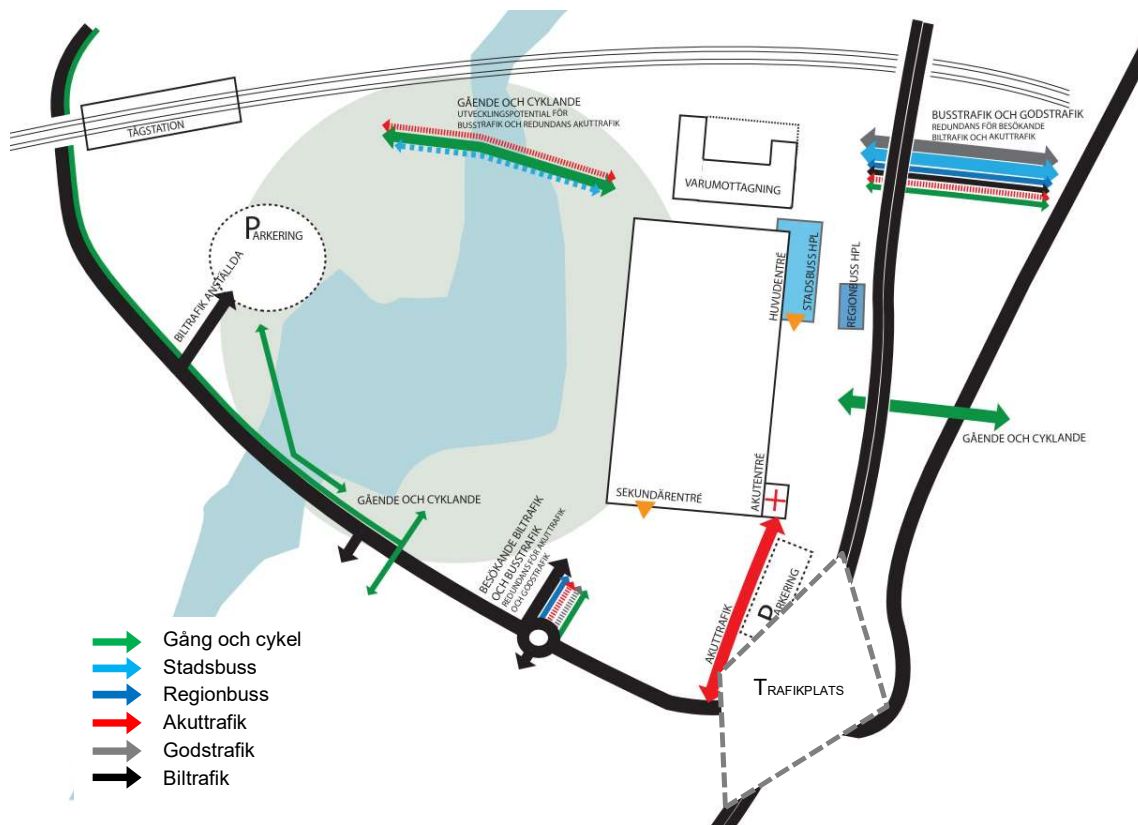 TÅGSTATION
GÅENDE OCH CYKLANDE
UTVECKLINGSPOTENTIAL FÖR
BUSSTRAFIK OCH REDUNDANS AKUTTRAFIK
BUSSTRAFIK OCH GODSTRAFIK
REDUNDANS FÖR BESÖKANDE
BILTRAFIK OCH AKUTTRAFIK
VARUMOTTAGNING
PARKERING
BILTRAFIK ANSTÄLLDA
HUVUDENTRÉ
STADSBUSS HPL
REGIONBUSS HPL
GÅENDE OCH CYKLANDE
GÅENDE OCH CYKLANDE
SEKUNDÄRENTRÉ
AKUTENTRÉ
BESÖKANDE BILTRAFIK
OCH BUSSTRAFIK
REDUNDANS FÖR AKUTTRAFIK
OCH GODSTRAFIK
AKUTTRAFIK
PARKERING
TRAFIKPLATS
Gång och cykel
Stadsbuss
Regionbuss
Akuttrafik
Godstrafik
Biltrafik